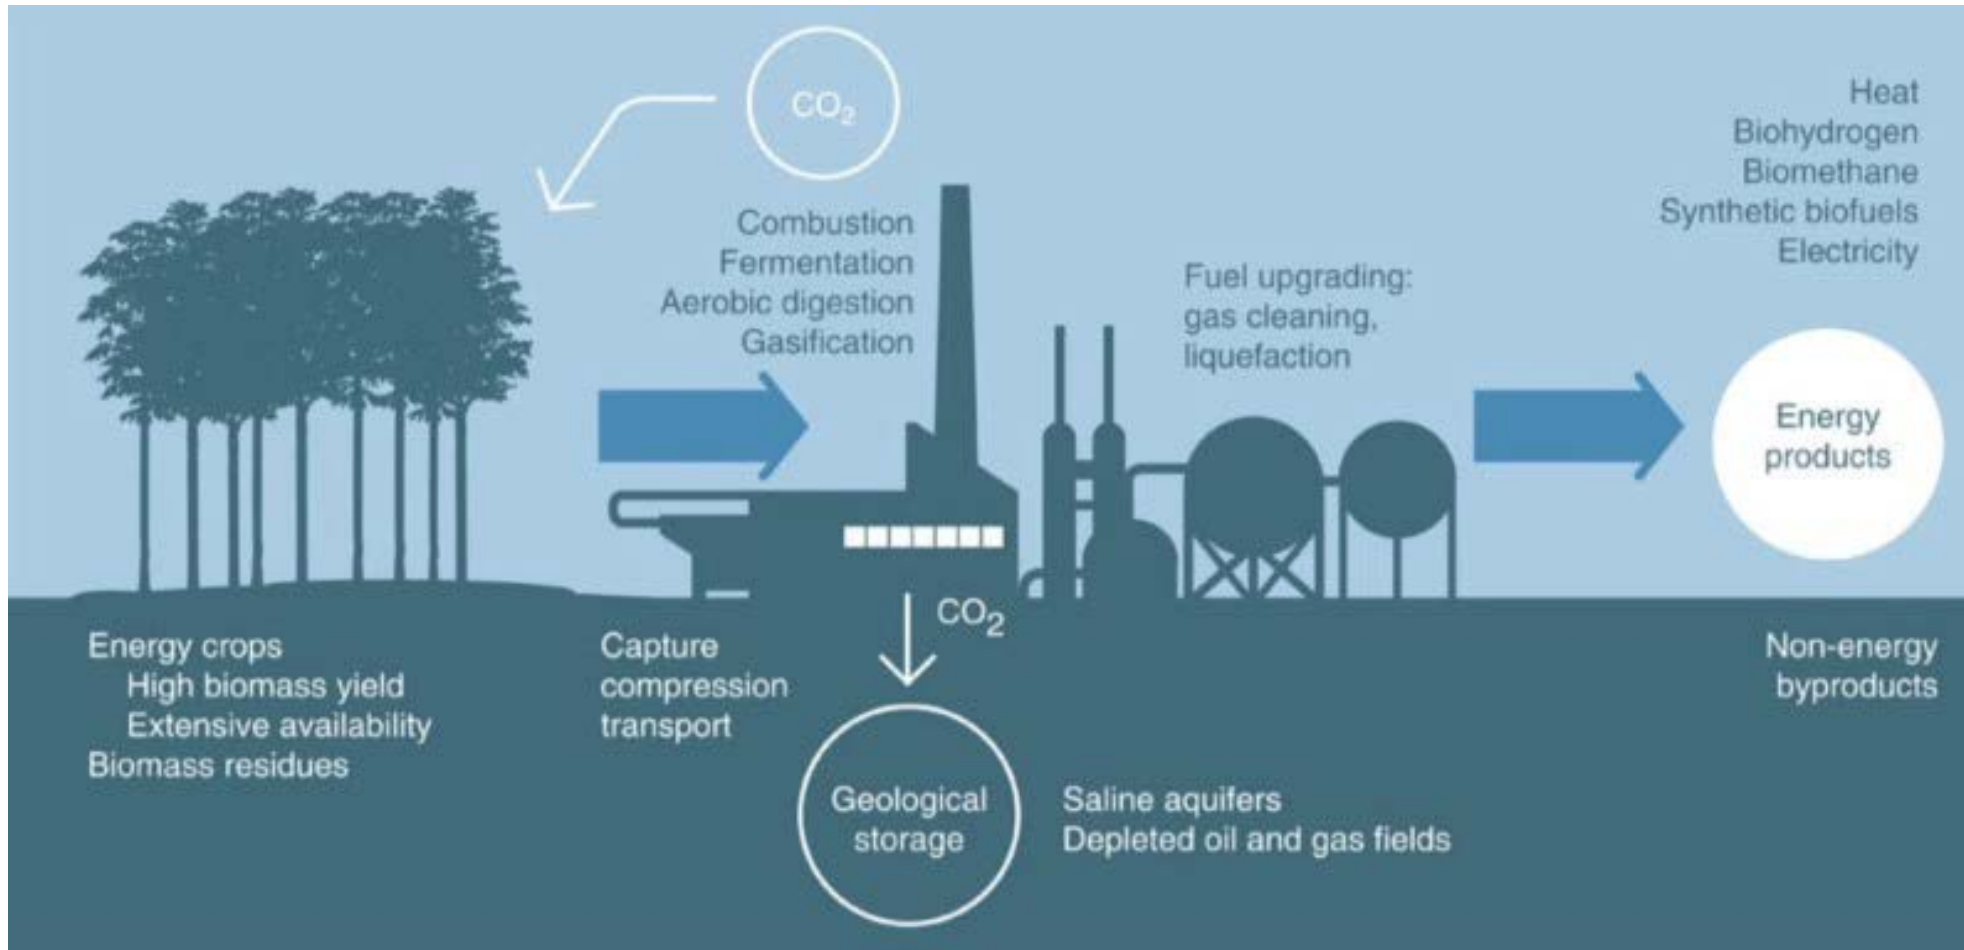 CO₂
Combustion
Fermentation
Aerobic digestion
Gasification
Fuel upgrading:
gas cleaning,
liquefaction
Heat
Biohydrogen
Biomethane
Synthetic biofuels
Electricity
Energy
products
Energy crops
High biomass yield
Extensive availability
Biomass residues
Capture
compression
transport
CO₂
Geological
storage
Saline aquifers
Depleted oil and gas fields
Non-energy
byproducts